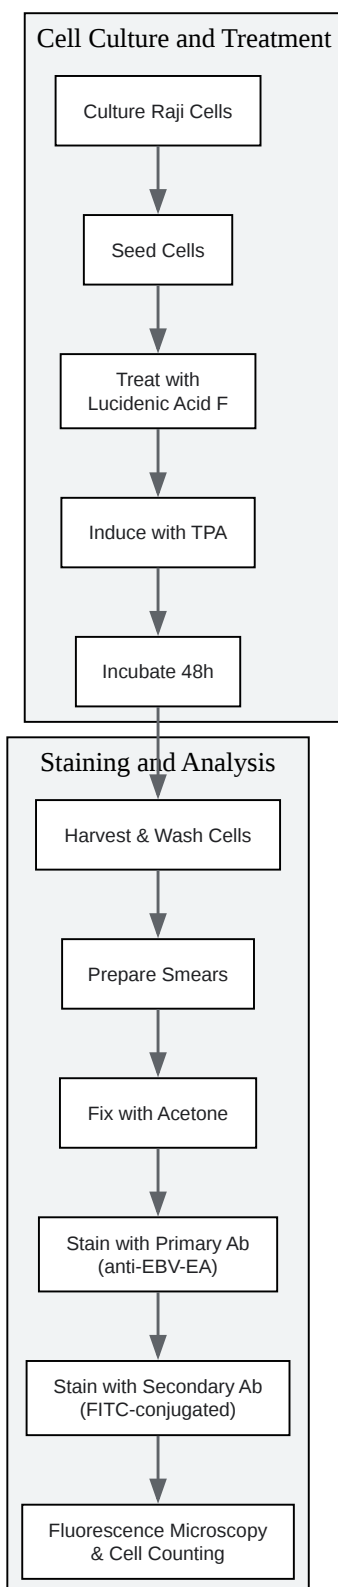 Cell Culture and Treatment
Culture Raji Cells
Seed Cells
Treat with
Lucidenic Acid F
Induce with TPA
Incubate 48h
Staining and Analysis
Harvest & Wash Cells
Prepare Smears
Fix with Acetone
Stain with Primary Ab
(anti-EBV-EA)
Stain with Secondary Ab
(FITC-conjugated)
Fluorescence Microscopy
& Cell Counting